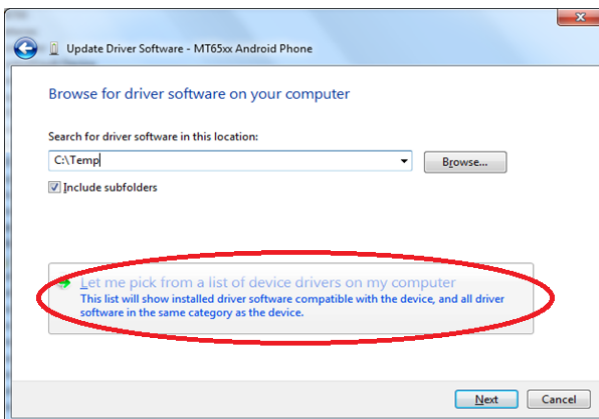 Update Driver Software - MT65xx Android Phone
Browse for driver software on your computer
Search for driver software in this location:
C:\Temp
Browse...
Include subfolders
Let me pick from a list of device drivers on my computer
This list will show installed driver software compatible with the device, and all driver
software in the same category as the device.
Next Cancel